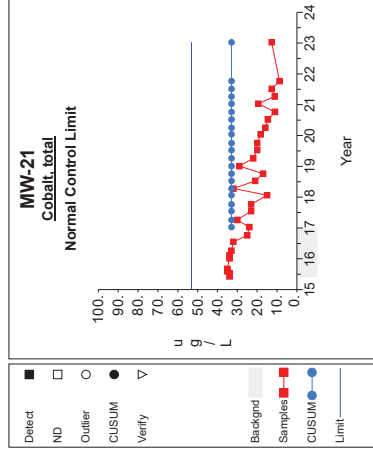 MW-21
Cobalt, total
Normal Control Limit
100.
90.
80.
70.
60.
50.
40.
30.
20.
10.
0.
u
g/
L
15
16
17
18
19
20
21
22
23
24
Year
Detect
ND
Outlier
CUSUM
Verify
Backgnd
Samples
CUSUM
Limit